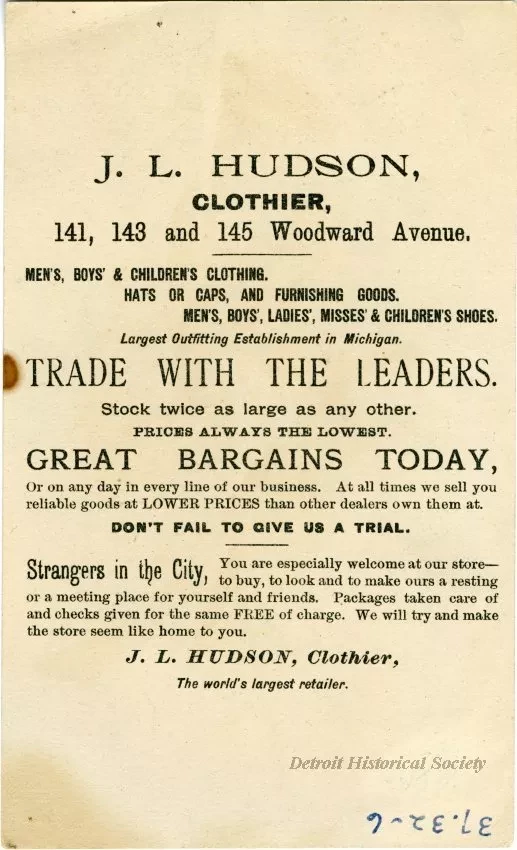 J. L. HUDSON,
CLOTHIER,
141, 143 and 145 Woodward Avenue.
MEN'S, BOYS' & CHILDREN'S CLOTHING.
HATS OR CAPS, AND FURNISHING GOODS.
MEN'S, BOYS', LADIES', MISSES' & CHILDREN'S SHOES.
Largest Outfitting Establishment in Michigan.
TRADE WITH THE LEADERS.
Stock twice as large as any other.
PRICES ALWAYS THE LOWEST.
GREAT BARGAINS TODAY,
Or on any day in every line of our business. At all times we sell you
reliable goods at LOWER PRICES than other dealers own them at.
DON'T FAIL TO GIVE US A TRIAL.
Strangers in the City, You are especially welcome at our store—
to buy, to look and to make ours a resting
or a meeting place for yourself and friends. Packages taken care of
and checks given for the same FREE of charge. We will try and make
the store seem like home to you.
J. L. HUDSON, Clothier,
The world's largest retailer.
Detroit Historical Society
37.32-6